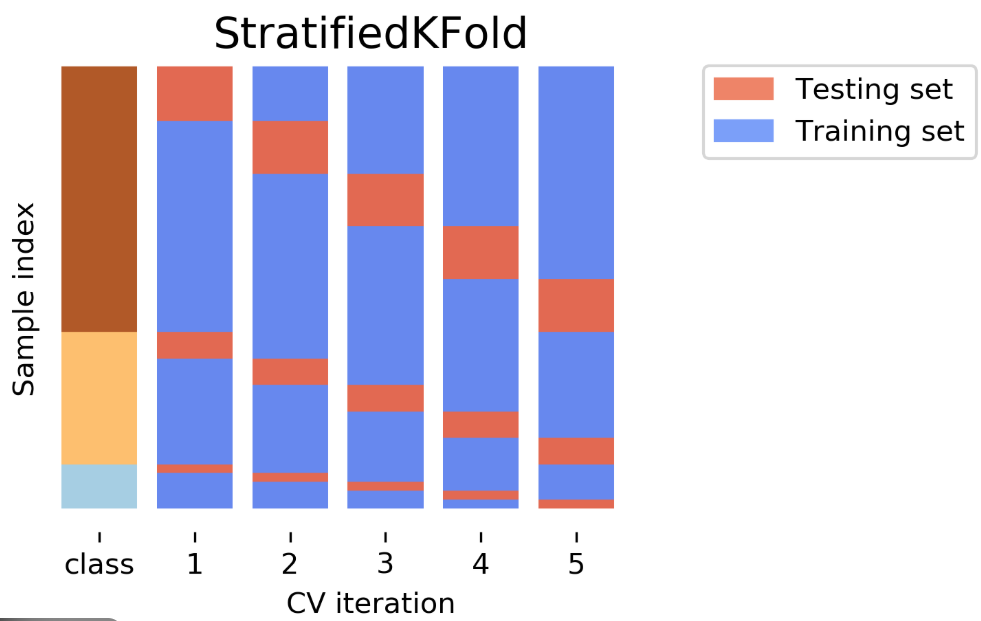 StratifiedKFold
Testing set
Training set
Sample index
class 1 2 3 4 5
CV iteration